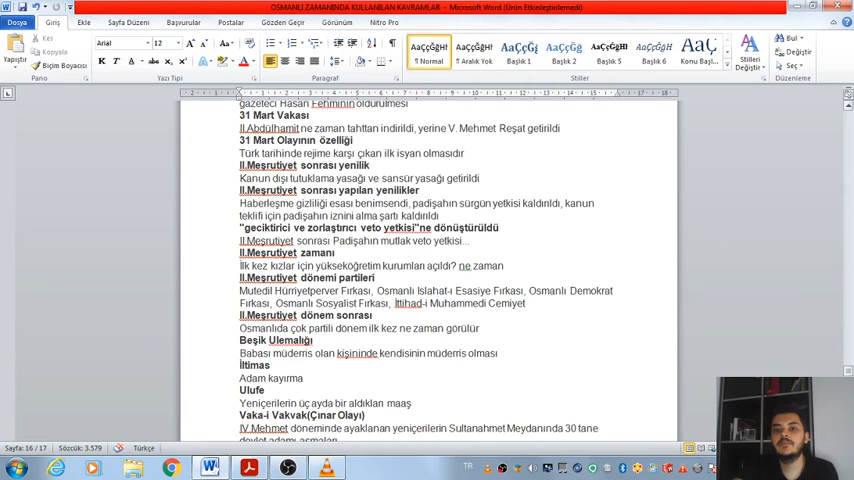 OSMANLI ZAMANINDA KULLANILAN KAVRAMLAR - Microsoft Word (Ürün Etkinleştirilemedi)
Dosya Giriş Ekle Sayfa Düzeni Başvurular Postalar Gözden Geçir Görünüm Nitro Pro
Yapıştır
Kes
Kopyala
Biçim Boyacısı
Arial 12
AaÇçĞğHl AaÇçĞğHl AaÇçĞğ AaÇçĞğ AaÇçĞğHl AaÇçĞğH AaÇ
¶ Normal ¶ Aralık Yok Başlık 1 Başlık 2 Başlık 5 Başlık 6 Konu Başl...
Stilleri Değiştir
Bul
Değiştir
Seç
Pano Yazı Tipi Paragraf Stiller Düzenleme
gazeteci Hasan Fehminin öldürülmesi
31 Mart Vakası
II.Abdülhamit ne zaman tahttan indirildi, yerine V. Mehmet Reşat getirildi
31 Mart Olayının özelliği
Türk tarihinde rejime karşı çıkan ilk isyan olmasıdır
II.Meşrutiyet sonrası yenilik
Kanun dışı tutuklama yasağı ve sansür yasağı getirildi
II.Meşrutiyet sonrası yapılan yenilikler
Haberleşme gizliliği esası benimsendi, padişahın sürgün yetkisi kaldırıldı, kanun
teklifi için padişahın iznini alma şartı kaldırıldı
"geciktirici ve zorlaştırıcı veto yetkisi"ne dönüştürüldü
II.Meşrutiyet sonrası Padişahın mutlak veto yetkisi...
II.Meşrutiyet zamanı
İlk kez kızlar için yükseköğretim kurumları açıldı? ne zaman
II.Meşrutiyet dönemi partileri
Mutedil Hürriyetperver Fırkası, Osmanlı Islahat-ı Esasiye Fırkası, Osmanlı Demokrat
Fırkası, Osmanlı Sosyalist Fırkası, İttihad-i Muhammedi Cemiyet
II.Meşrutiyet dönem sonrası
Osmanlıda çok partili dönem ilk kez ne zaman görülür
Beşik Ulemalığı
Babası müderris olan kişininde kendisinin müderris olması
İltimas
Adam kayırma
Ulufe
Yeniçerilerin üç ayda bir aldıkları maaş
Vaka-i Vakvak(Çınar Olayı)
IV.Mehmet döneminde ayaklanan yeniçerilerin Sultanahmet Meydanında 30 tane
devlet adamı asmaları
Sayfa: 16 / 17 Sözcük: 3.579 Türkçe
TR